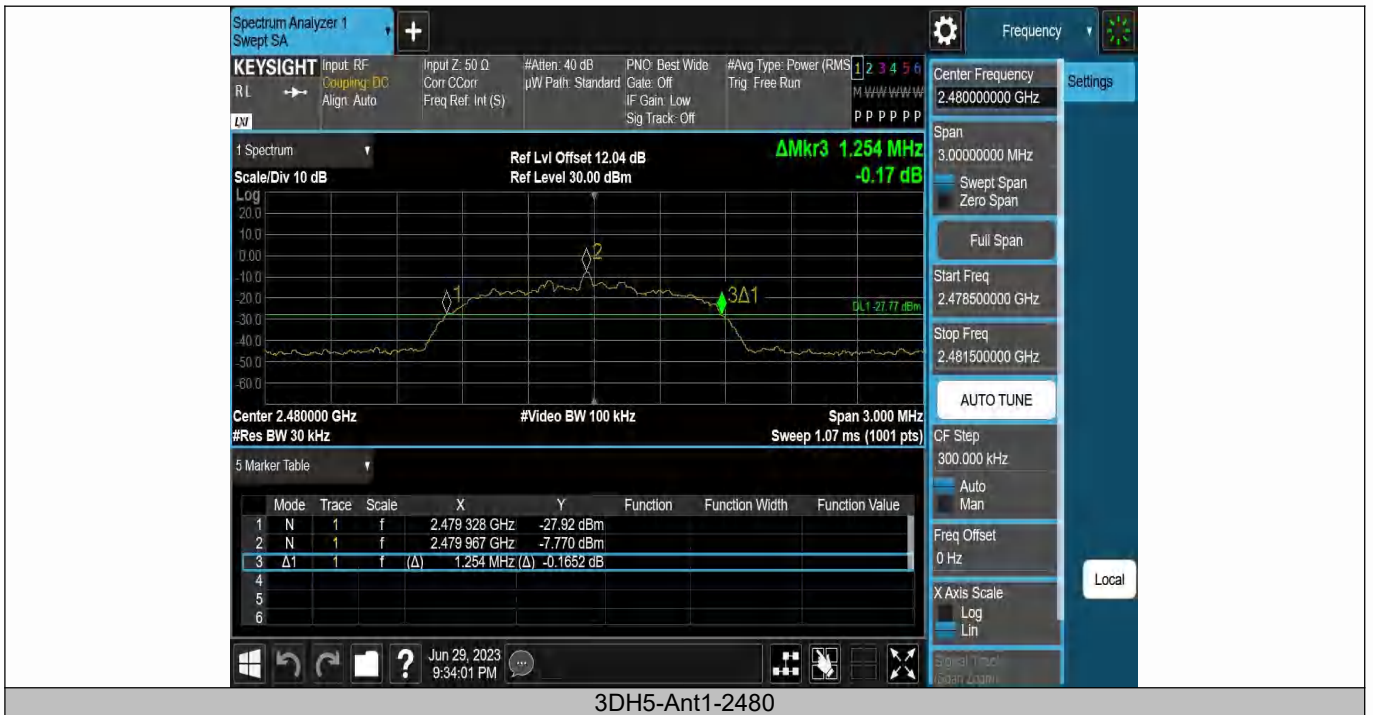 Spectrum Analyzer 1
Swept SA
+
Frequency
KEYSIGHT
RL
LXI
Input: RF
Coupling: DC
Align: Auto
Input Z: 50 Ω
Corr CCorr
Freq Ref: Int (S)
#Atten: 40 dB
µW Path: Standard
PNO: Best Wide
Gate: Off
IF Gain: Low
Sig Track: Off
#Avg Type: Power (RMS
Trig: Free Run
1 2 3 4 5 6
M W W W W W
P P P P P P
1 Spectrum
Scale/Div 10 dB
Log
Ref Lvl Offset 12.04 dB
Ref Level 30.00 dBm
ΔMkr3 1.254 MHz
-0.17 dB
20.0
10.0
0.00
-10.0
-20.0
-30.0
-40.0
-50.0
-60.0
1
2
3Δ1
DL1 -27.77 dBm
Center 2.480000 GHz
#Video BW 100 kHz
Span 3.000 MHz
#Res BW 30 kHz
Sweep 1.07 ms (1001 pts)
5 Marker Table
Mode Trace Scale X Y Function Function Width Function Value
1 N 1 f 2.479 328 GHz -27.92 dBm
2 N 1 f 2.479 967 GHz -7.770 dBm
3 Δ1 1 f (Δ) 1.254 MHz (Δ) -0.1652 dB
4
5
6
Jun 29, 2023
9:34:01 PM
?
Center Frequency
2.480000000 GHz
Settings
Span
3.00000000 MHz
Swept Span
Zero Span
Full Span
Start Freq
2.478500000 GHz
Stop Freq
2.481500000 GHz
AUTO TUNE
CF Step
300.000 kHz
Auto
Man
Freq Offset
0 Hz
X Axis Scale
Log
Lin
Signal Track
(Span Zoom)
Local
3DH5-Ant1-2480